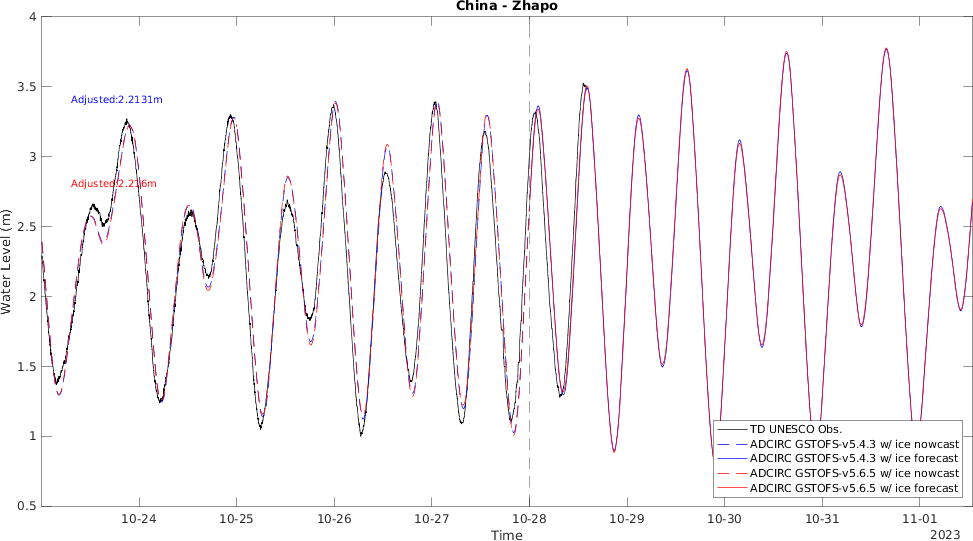 China - Zhapo
4
3.5
3
2.5
2
1.5
1
0.5
Water Level (m)
Adjusted:2.2131m
Adjusted:2.216m
TD UNESCO Obs.
ADCIRC GSTOFS-v5.4.3 w/ ice nowcast
ADCIRC GSTOFS-v5.4.3 w/ ice forecast
ADCIRC GSTOFS-v5.6.5 w/ ice nowcast
ADCIRC GSTOFS-v5.6.5 w/ ice forecast
10-24 10-25 10-26 10-27 10-28 10-29 10-30 10-31 11-01
Time
2023